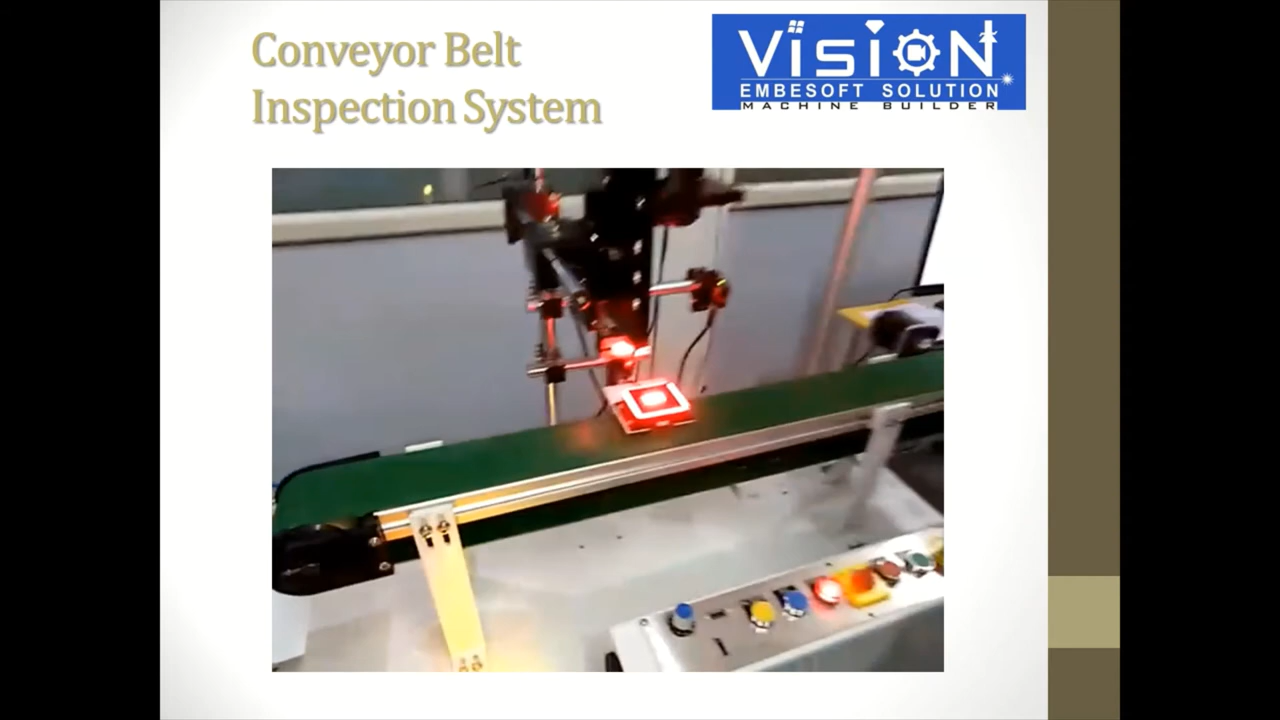 Conveyor Belt
Inspection System
VISION
EMBESOFT SOLUTION
MACHINE BUILDER